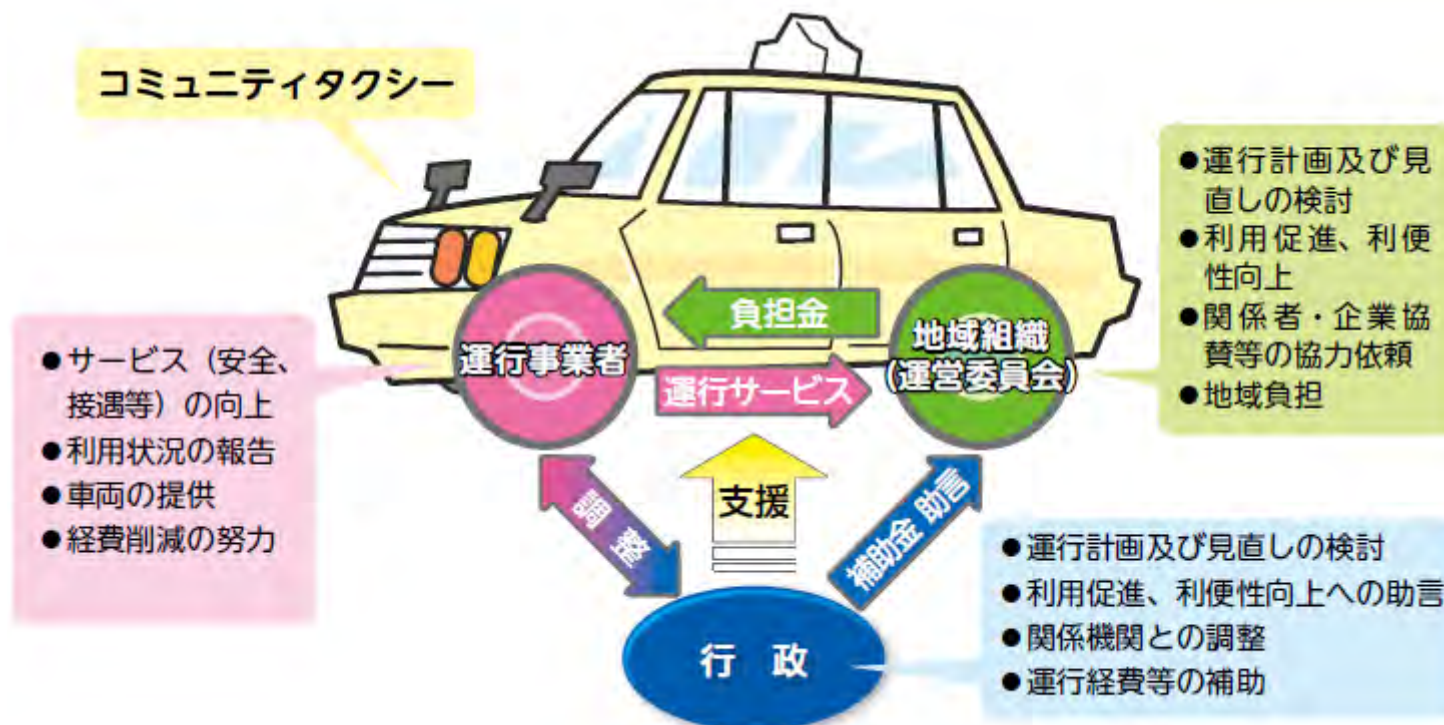 コミュニティタクシー
●運行計画及び見
直しの検討
●利用促進、利便
性向上
●関係者・企業協
賛等の協力依頼
●地域負担
負担金
運行事業者
地域組織
(運営委員会)
運行サービス
●サービス（安全、
接遇等）の向上
●利用状況の報告
●車両の提供
●経費削減の努力
調整
支援
補助金 助言
行 政
●運行計画及び見直しの検討
●利用促進、利便性向上への助言
●関係機関との調整
●運行経費等の補助